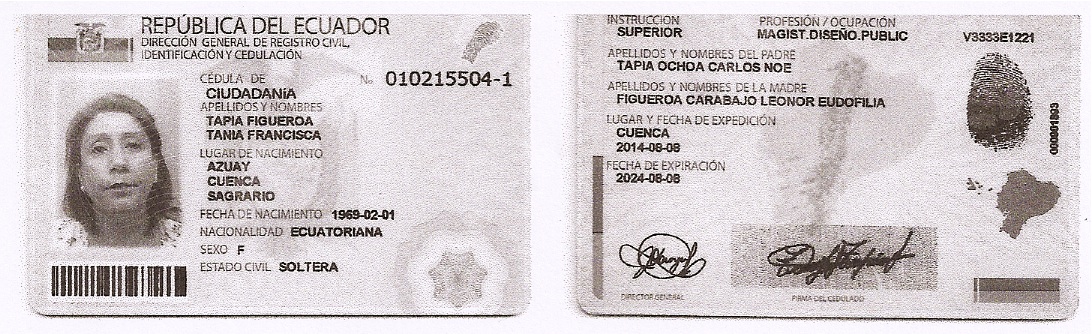 REPÚBLICA DEL ECUADOR
DIRECCIÓN GENERAL DE REGISTRO CIVIL,
IDENTIFICACIÓN Y CEDULACIÓN
CÉDULA DE No. 010215504-1
CIUDADANÍA
APELLIDOS Y NOMBRES
TAPIA FIGUEROA
TANIA FRANCISCA
LUGAR DE NACIMIENTO
AZUAY
CUENCA
SAGRARIO
FECHA DE NACIMIENTO 1969-02-01
NACIONALIDAD ECUATORIANA
SEXO F
ESTADO CIVIL SOLTERA
INSTRUCCIÓN PROFESIÓN / OCUPACIÓN
SUPERIOR MAGIST.DISEÑO.PUBLIC V3333E1221
APELLIDOS Y NOMBRES DEL PADRE
TAPIA OCHOA CARLOS NOE
APELLIDOS Y NOMBRES DE LA MADRE
FIGUEROA CARABAJO LEONOR EUDOFILIA
LUGAR Y FECHA DE EXPEDICIÓN
CUENCA
2014-08-08
FECHA DE EXPIRACIÓN
2024-08-08
DIRECTOR GENERAL FIRMA DEL CEDULADO